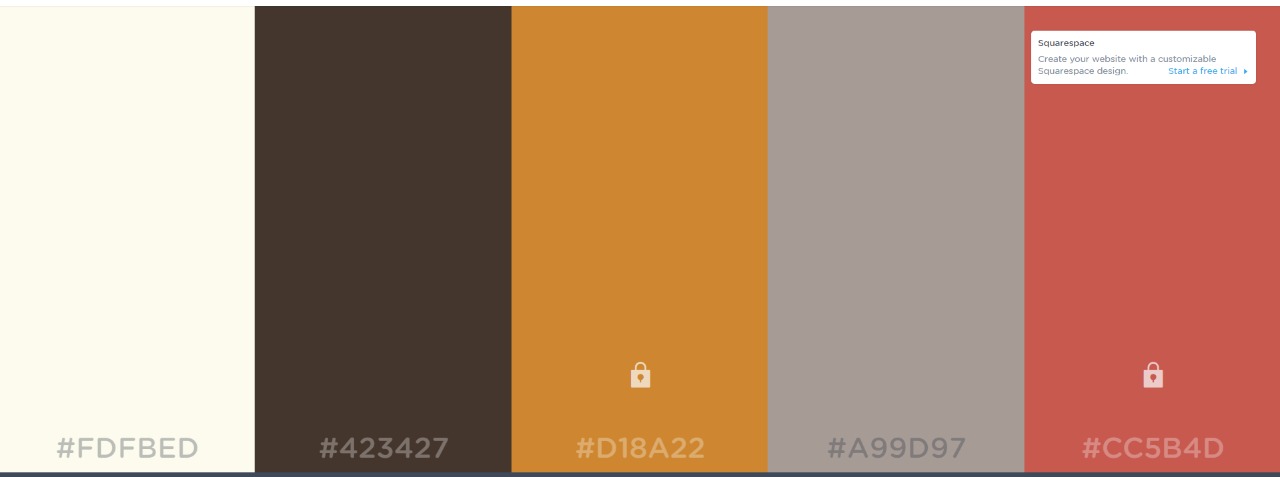 Squarespace
Create your website with a customizable
Squarespace design. Start a free trial
#FDFBED
#423427
#D18A22
#A99D97
#CC5B4D